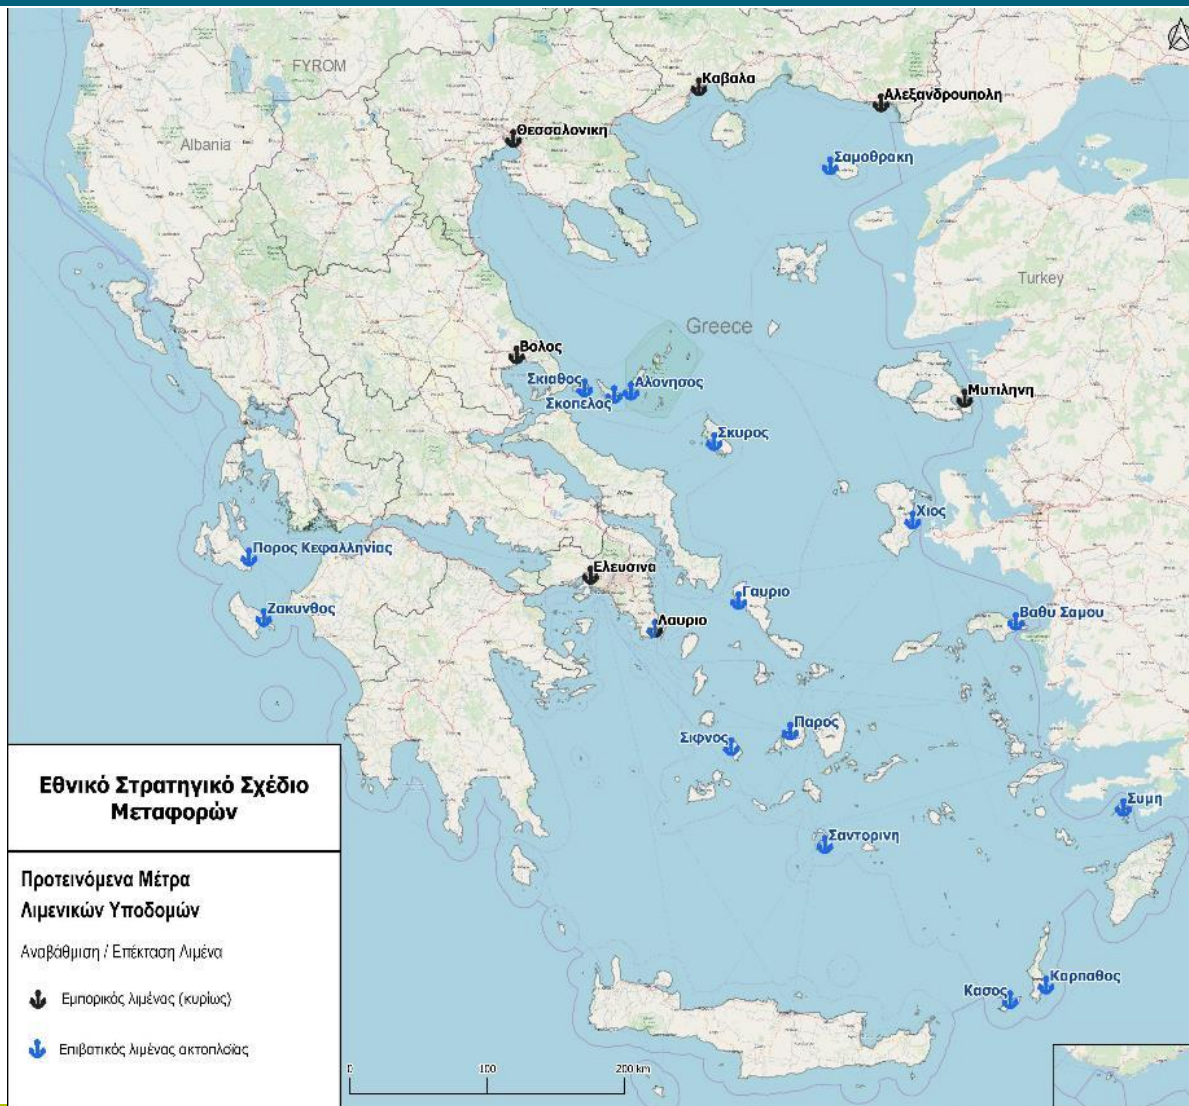 FYROM
Albania
Καβαλα
Αλεξανδρουπολη
Θεσσαλονικη
Σαμοθρακη
Turkey
Greece
Βολος
Σκιαθος
Αλονησος
Σκοπελος
Μυτιληνη
Σκυρος
Χιος
Πορος Κεφαλληνιας
Ελευσινα
Γαυριο
Ζακυνθος
Λαυριο
Βαθυ Σαμου
Παρος
Σιφνος
Συμη
Σαντορινη
Καρπαθος
Κασος
Εθνικό Στρατηγικό Σχέδιο
Μεταφορών
Προτεινόμενα Μέτρα
Λιμενικών Υποδομών
Αναβάθμιση / Επέκταση Λιμένα
Εμπορικός λιμένας (κυρίως)
Επιβατικός λιμένας ακτοπλοΐας
0 100 200 km